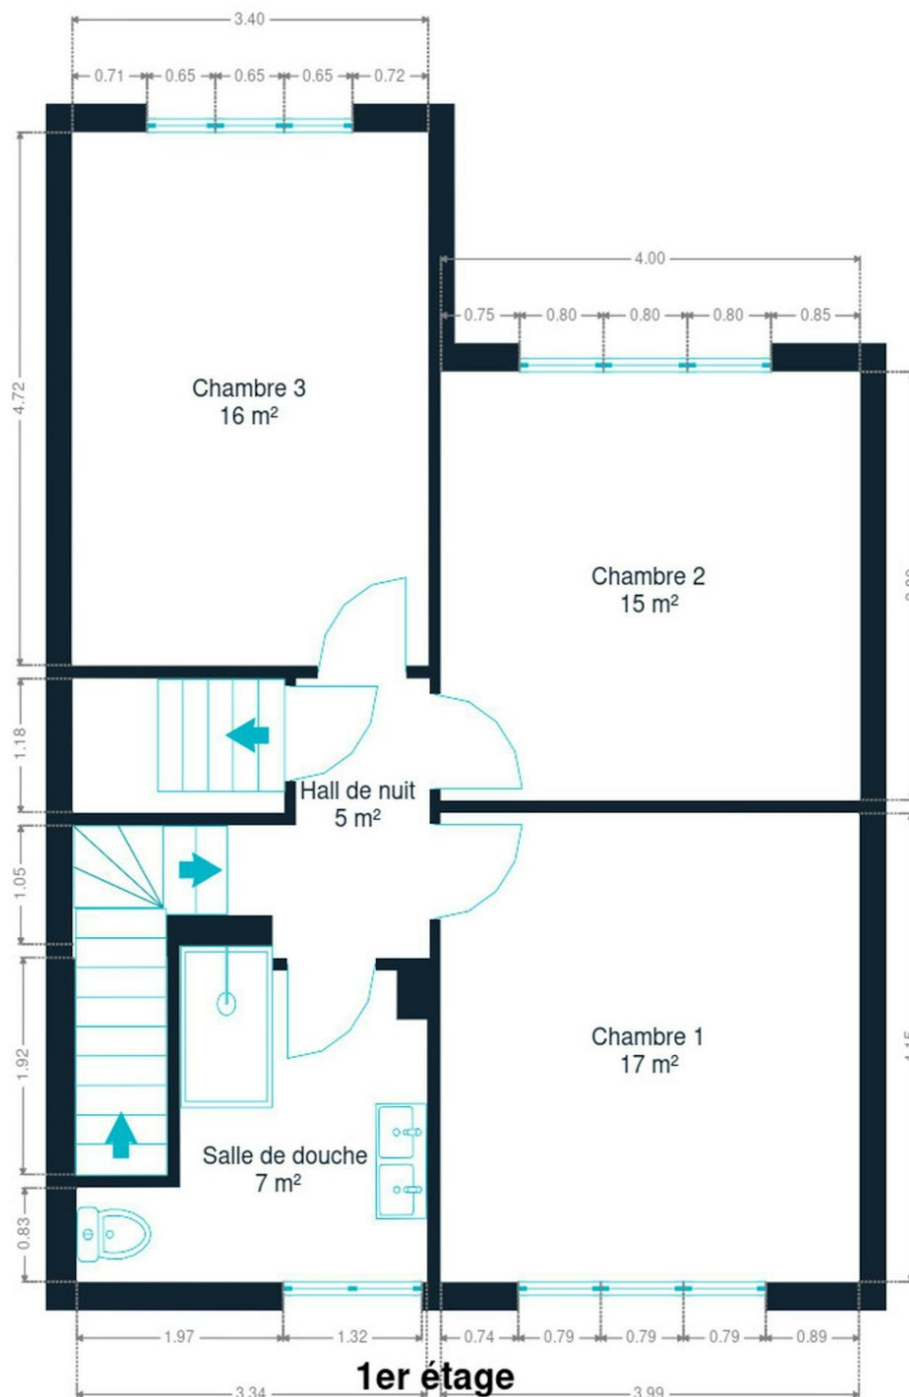 3.40
0.71 0.65 0.65 0.65 0.72
4.00
0.75 0.80 0.80 0.80 0.85
4.72
Chambre 3
16 m²
Chambre 2
15 m²
1.18
Hall de nuit
5 m²
1.05
Chambre 1
17 m²
1.92
Salle de douche
7 m²
0.83
1.97 1.32 0.74 0.79 0.79 0.79 0.89
1er étage
3.34 3.99